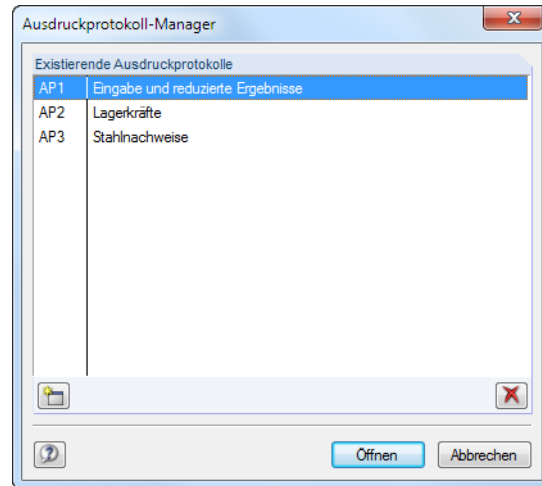 Ausdruckprotokoll-Manager
Existierende Ausdruckprotokolle
AP1 Eingabe und reduzierte Ergebnisse
AP2 Lagerkräfte
AP3 Stahlnachweise
Öffnen Abbrechen